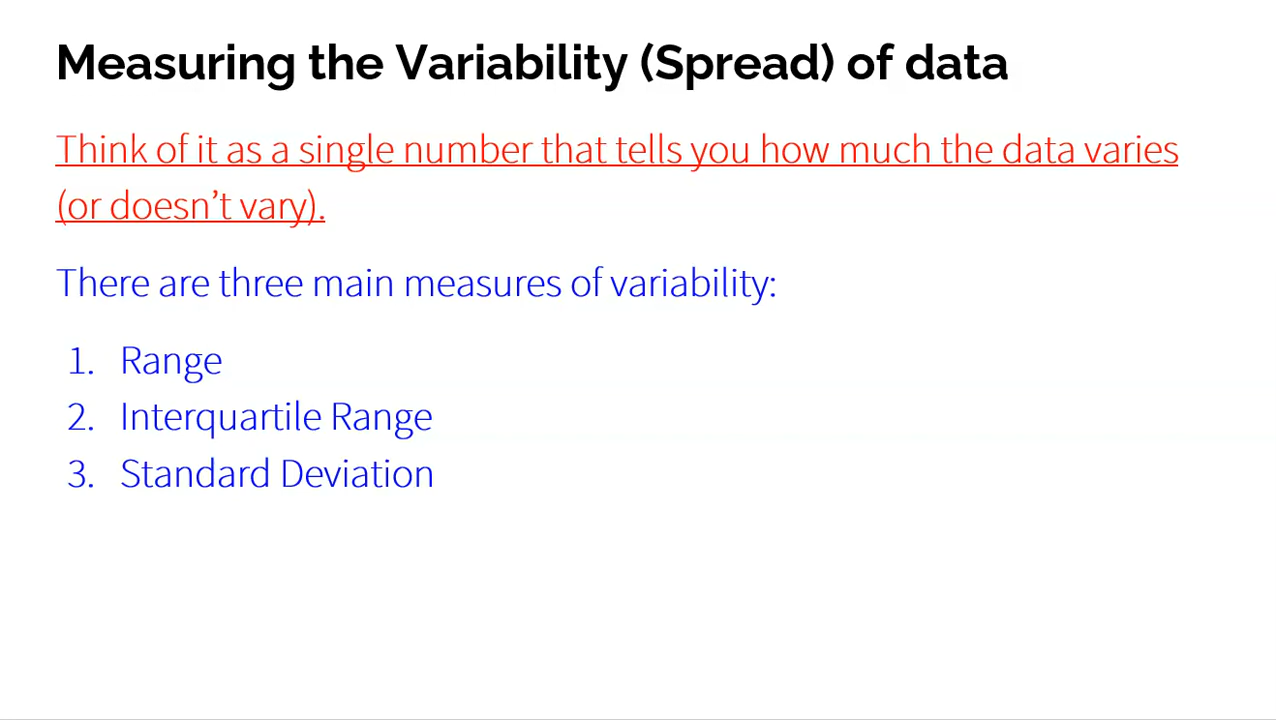 Measuring the Variability (Spread) of data
Think of it as a single number that tells you how much the data varies
(or doesn’t vary).
There are three main measures of variability:
1. Range
2. Interquartile Range
3. Standard Deviation